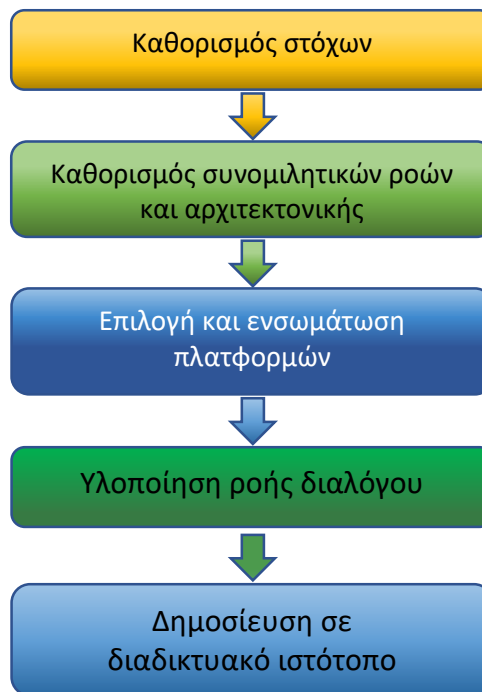 Καθορισμός στόχων
Καθορισμός συνομιλητικών ροών
και αρχιτεκτονικής
Επιλογή και ενσωμάτωση
πλατφορμών
Υλοποίηση ροής διαλόγου
Δημοσίευση σε
διαδικτυακό ιστότοπο